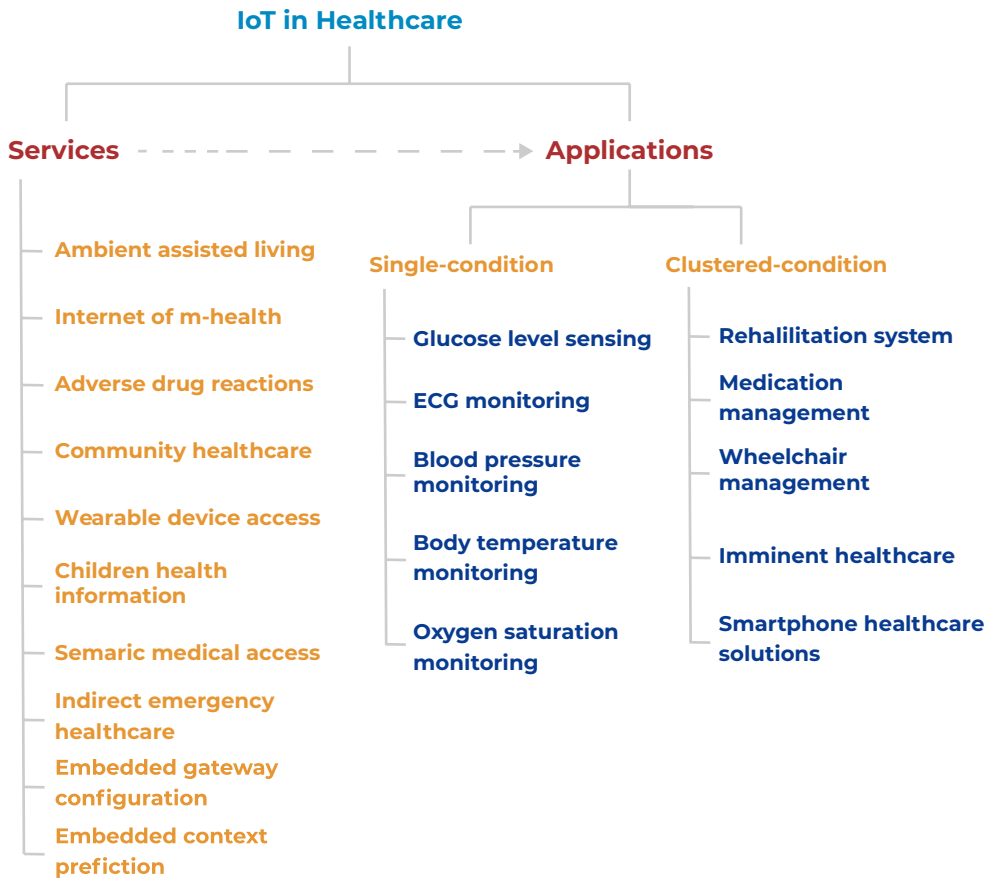 IoT in Healthcare
Services
Applications
Ambient assisted living
Internet of m-health
Adverse drug reactions
Community healthcare
Wearable device access
Children health
information
Semaric medical access
Indirect emergency
healthcare
Embedded gateway
configuration
Embedded context
prefiction
Single-condition
Glucose level sensing
ECG monitoring
Blood pressure
monitoring
Body temperature
monitoring
Oxygen saturation
monitoring
Clustered-condition
Rehalilitation system
Medication
management
Wheelchair
management
Imminent healthcare
Smartphone healthcare
solutions